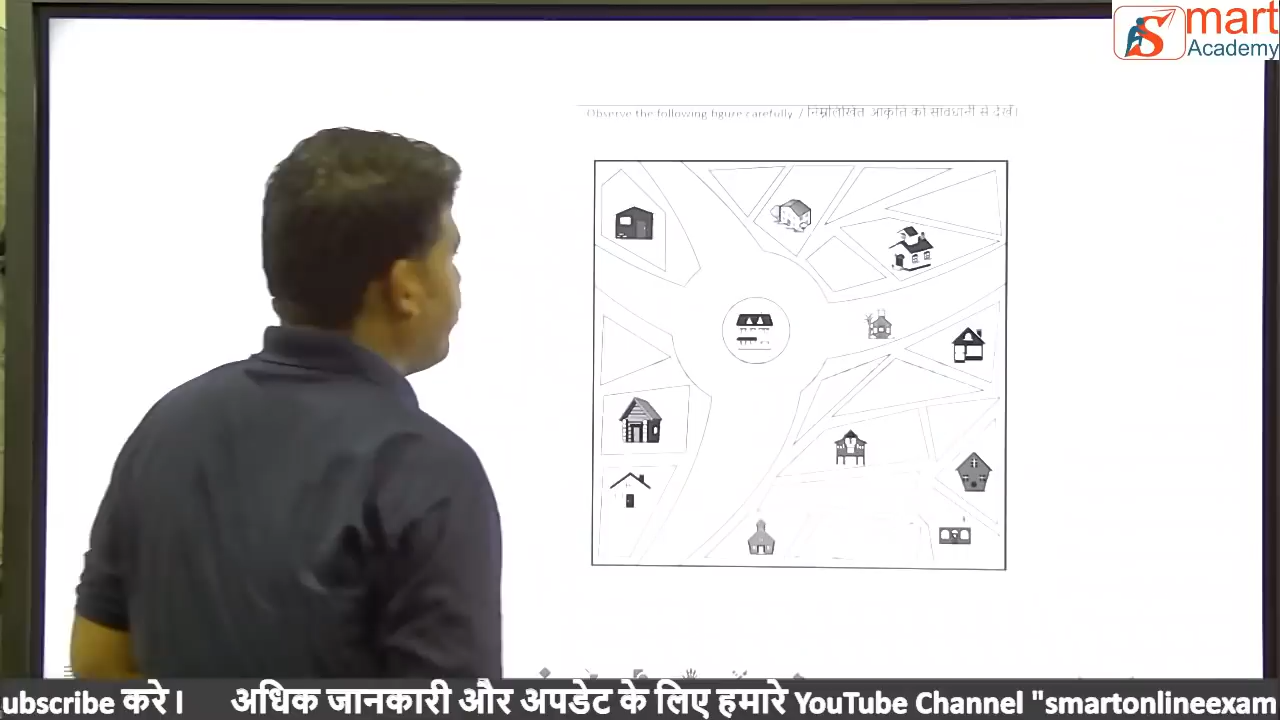 Smart
Academy
Observe the following figure carefully / निम्नलिखित आकृति को सावधानी से देखें।
ubscribe करे। अधिक जानकारी और अपडेट के लिए हमारे YouTube Channel "smartonlineexam